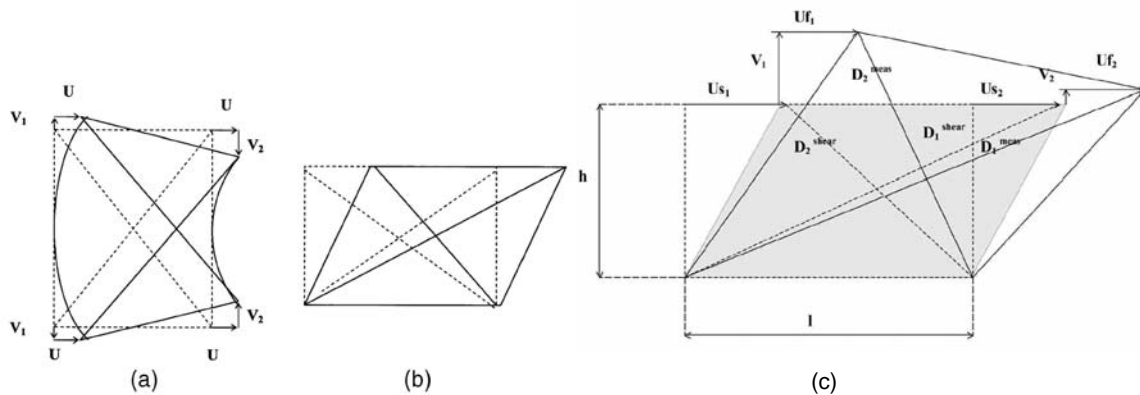 U U
V₁
V₂
V₁
V₂
U U
(a)
(b)
Uf₁
V₁
D₂ᵐᵉᵃˢ
Uf₂
V₂
Us₁ Us₂
D₁ˢʰᵉᵃʳ
D₂ˢʰᵉᵃʳ D₁ᵐᵉᵃˢ
h
l
(c)